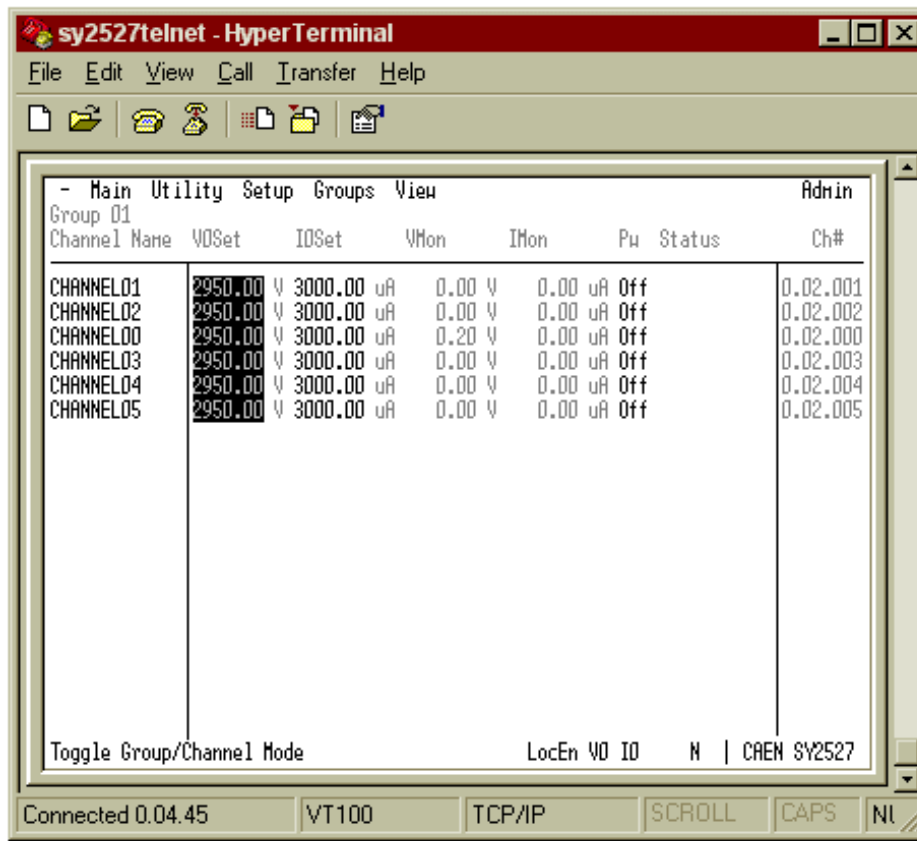 sy2527telnet - HyperTerminal
File Edit View Call Transfer Help
- Main Utility Setup Groups View Admin
Group 01
Channel Name V0Set I0Set VMon IMon Pw Status Ch#
CHANNEL01 2950.00 V 3000.00 uA 0.00 V 0.00 uA Off 0.02.001
CHANNEL02 2950.00 V 3000.00 uA 0.00 V 0.00 uA Off 0.02.002
CHANNEL00 2950.00 V 3000.00 uA 0.20 V 0.00 uA Off 0.02.000
CHANNEL03 2950.00 V 3000.00 uA 0.00 V 0.00 uA Off 0.02.003
CHANNEL04 2950.00 V 3000.00 uA 0.00 V 0.00 uA Off 0.02.004
CHANNEL05 2950.00 V 3000.00 uA 0.00 V 0.00 uA Off 0.02.005
Toggle Group/Channel Mode LocEn V0 I0 N | CAEN SY2527
Connected 0.04.45 VT100 TCP/IP SCROLL CAPS